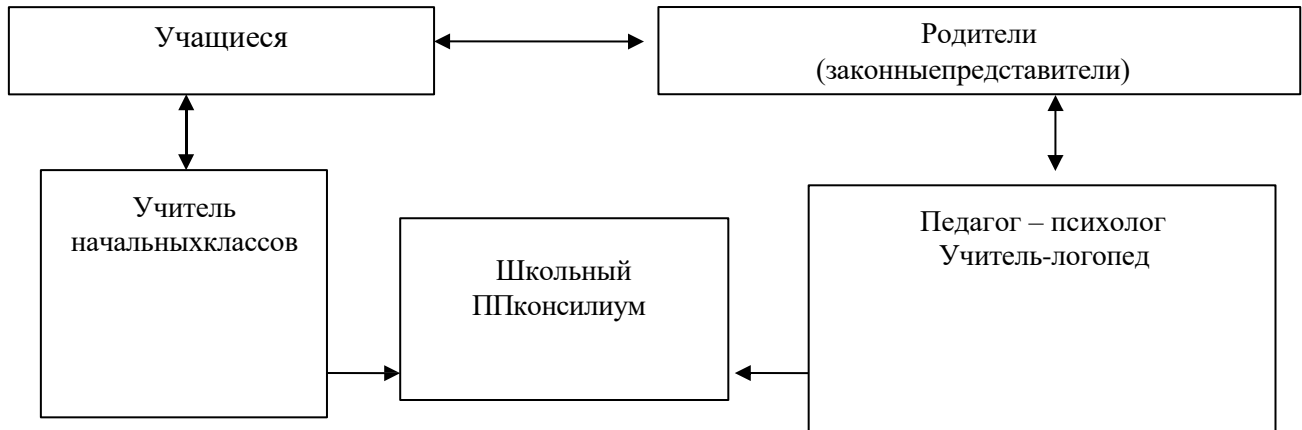 Учащиеся
Родители
(законныепредставители)
Учитель
начальныхклассов
Педагог – психолог
Учитель-логопед
Школьный
ППконсилиум